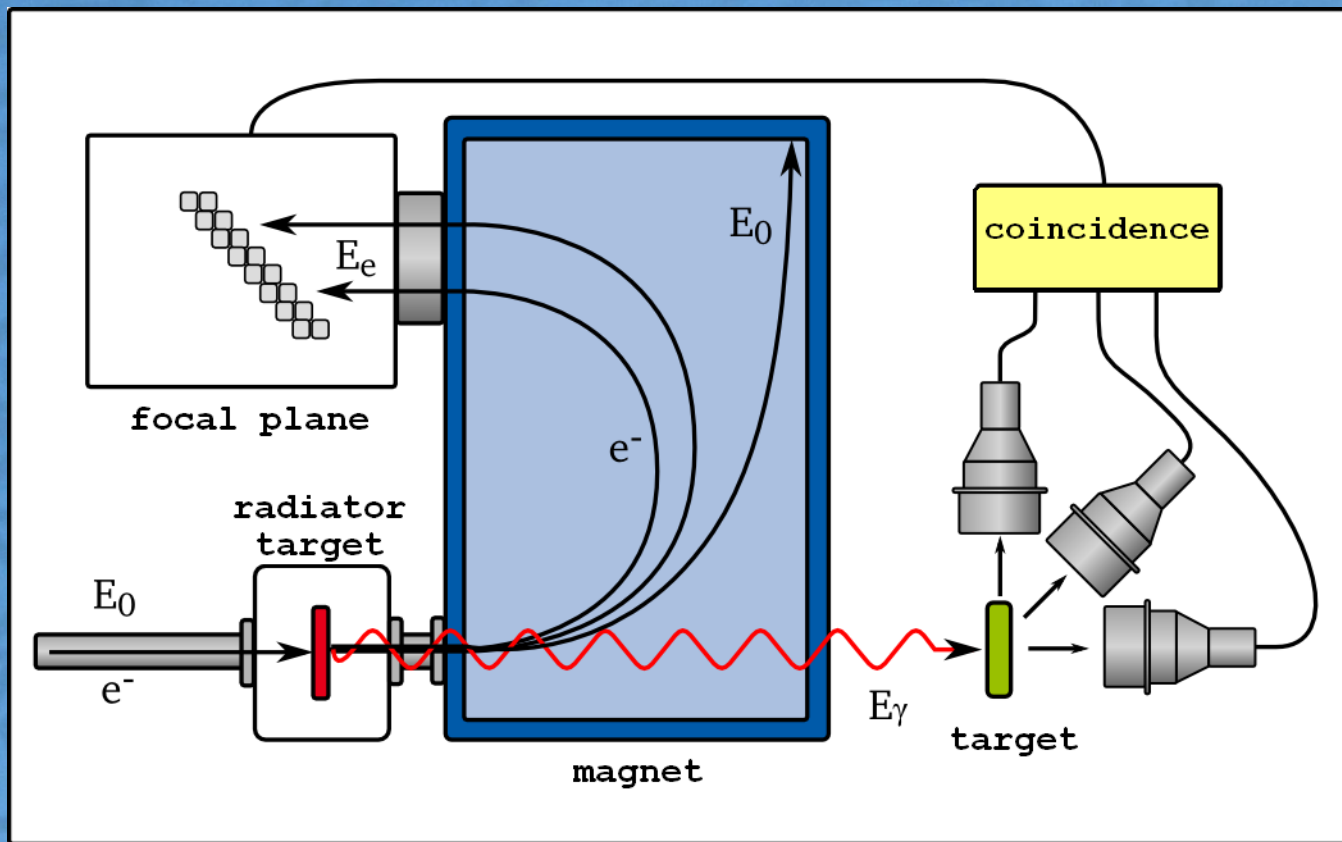 E₀
coincidence
Eₑ
focal plane
e⁻
radiator
target
E₀
e⁻
Eγ
target
magnet